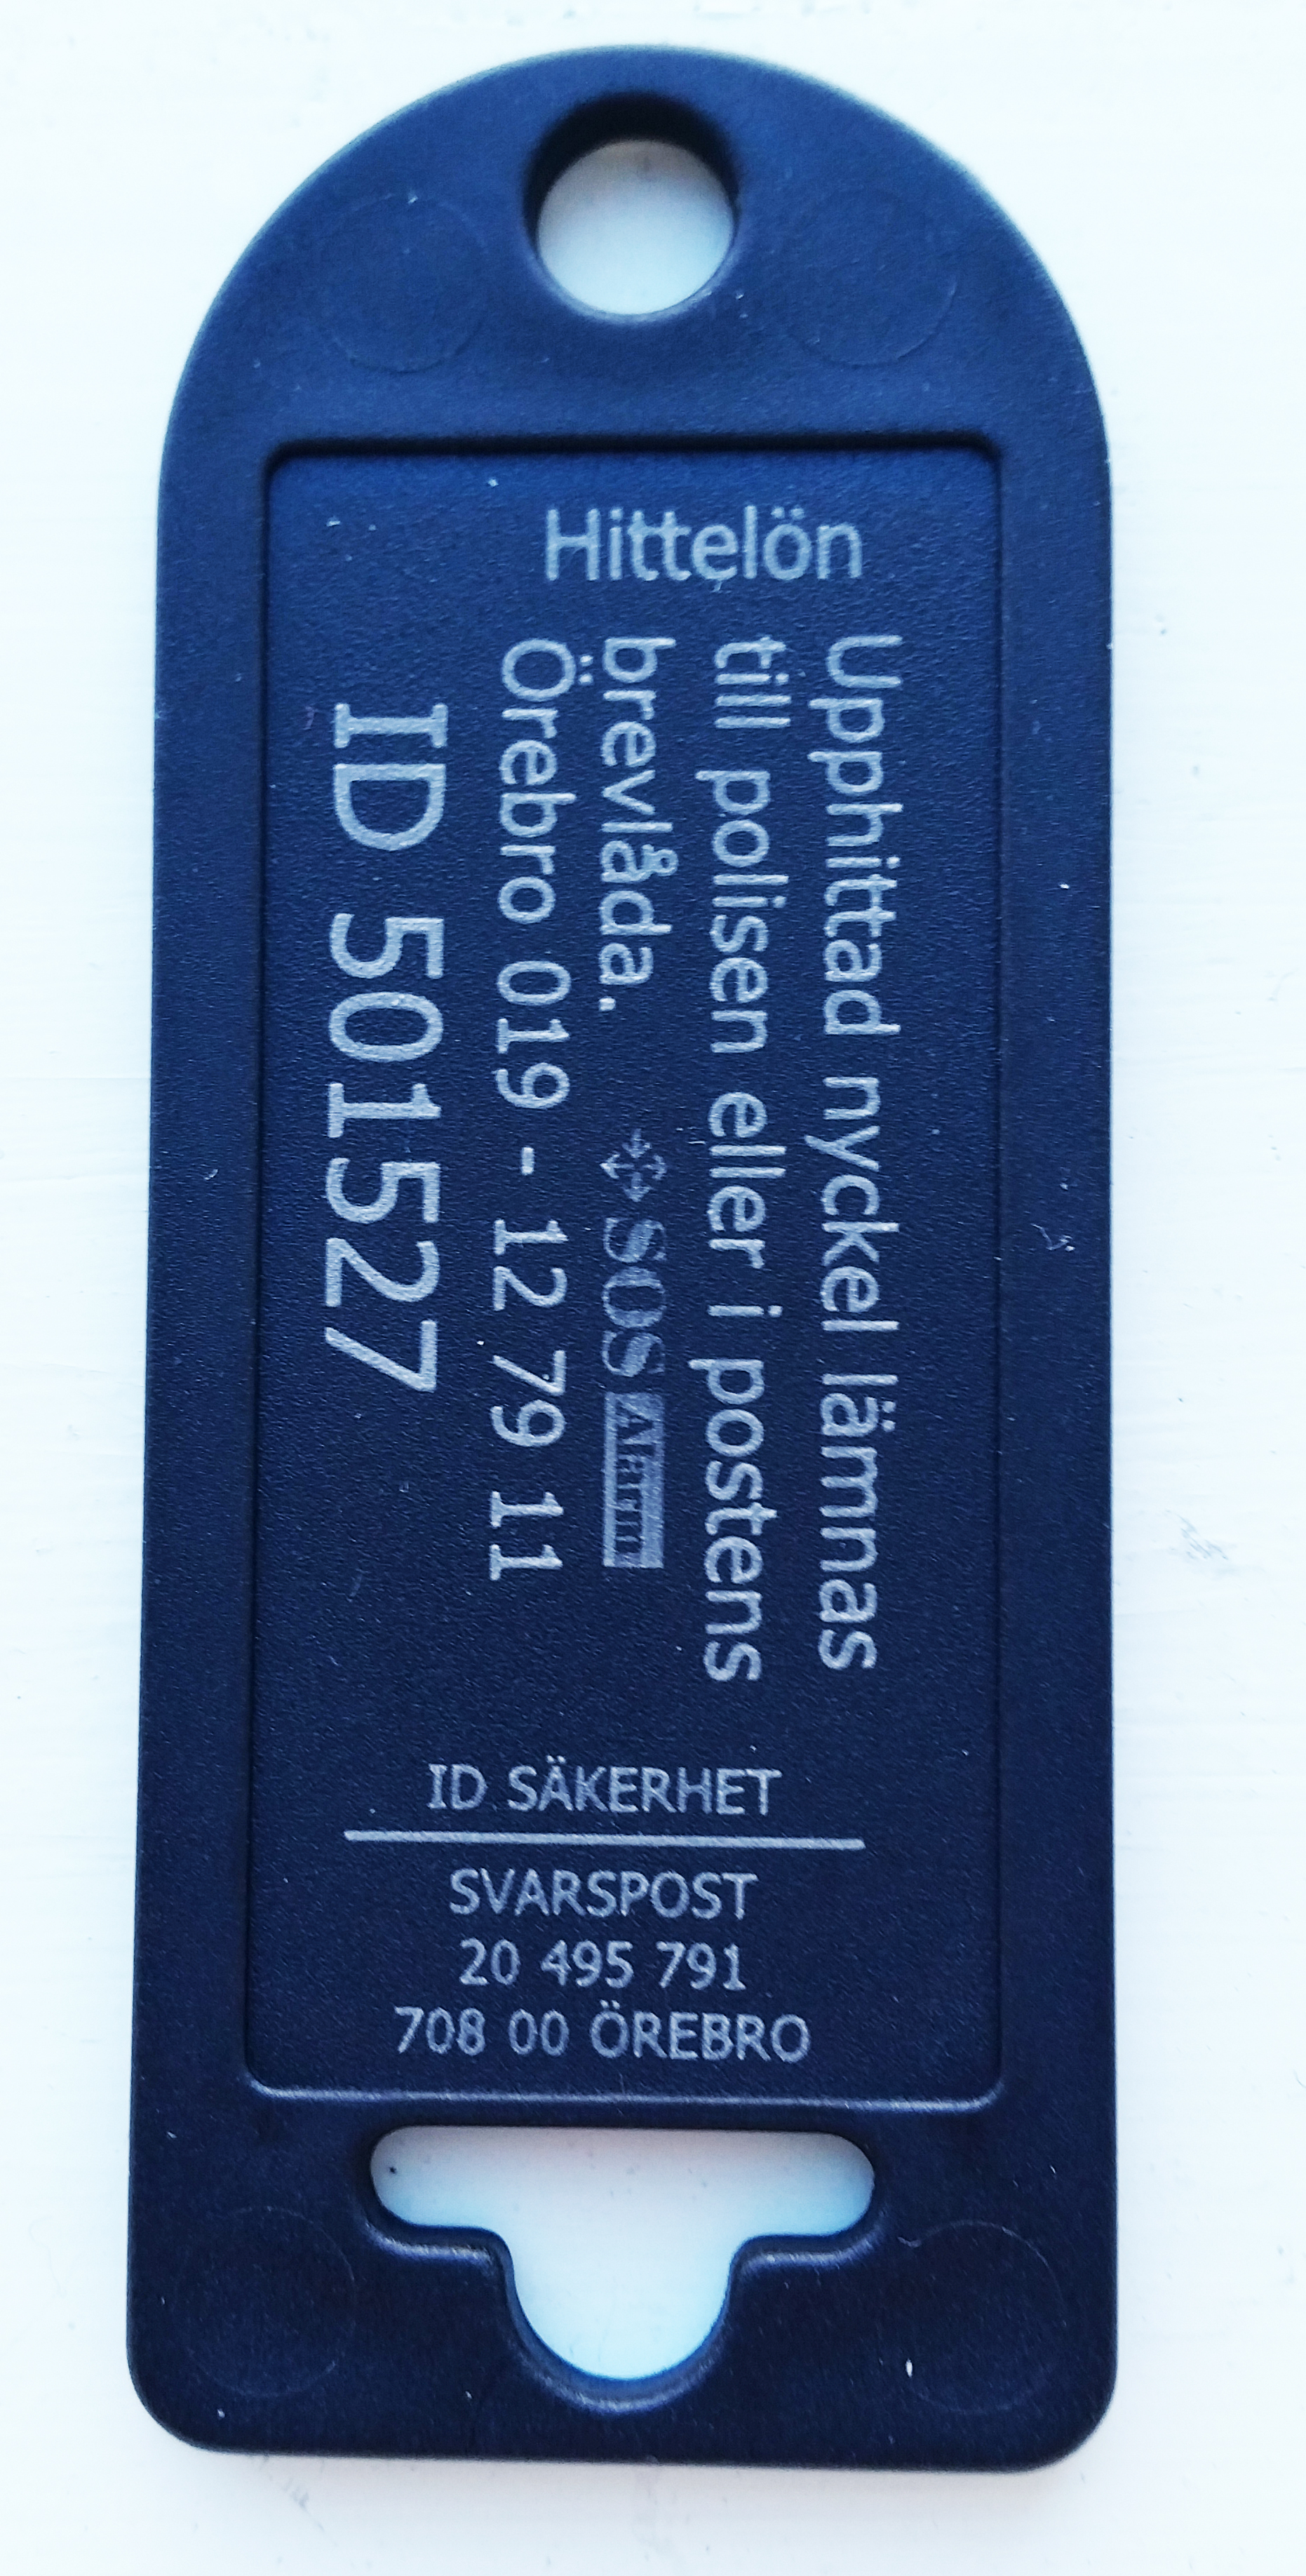 Hittelön
Upphittad nyckel lämnas
till polisen eller i postens
brevlåda. SOS Alarm
Örebro 019 - 12 79 11
ID 501527
ID SÄKERHET
SVARSPOST
20 495 791
708 00 ÖREBRO